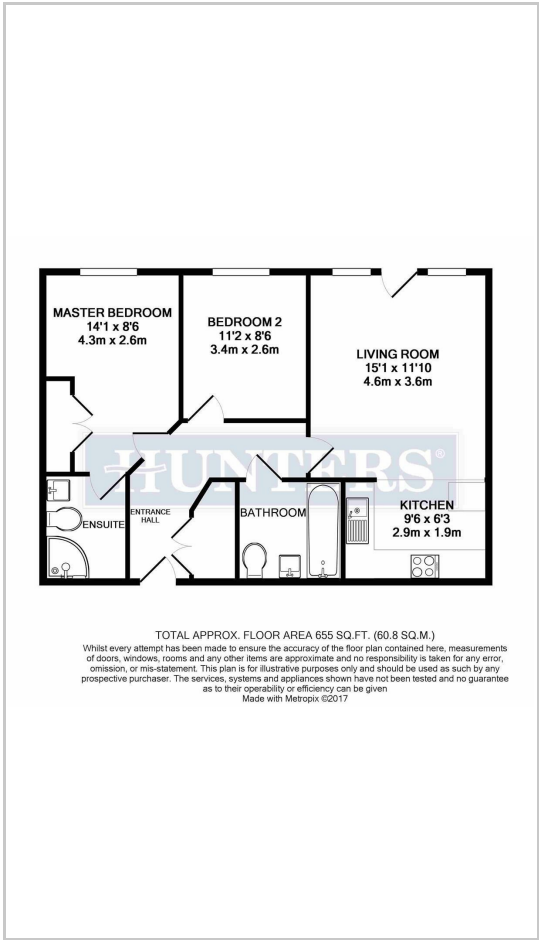 MASTER BEDROOM
14'1 x 8'6
4.3m x 2.6m
BEDROOM 2
11'2 x 8'6
3.4m x 2.6m
LIVING ROOM
15'1 x 11'10
4.6m x 3.6m
HUNTERS®
ENSUITE
ENTRANCE
HALL
BATHROOM
KITCHEN
9'6 x 6'3
2.9m x 1.9m
TOTAL APPROX. FLOOR AREA 655 SQ.FT. (60.8 SQ.M.)
Whilst every attempt has been made to ensure the accuracy of the floor plan contained here, measurements
of doors, windows, rooms and any other items are approximate and no responsibility is taken for any error,
omission, or mis-statement. This plan is for illustrative purposes only and should be used as such by any
prospective purchaser. The services, systems and appliances shown have not been tested and no guarantee
as to their operability or efficiency can be given
Made with Metropix ©2017